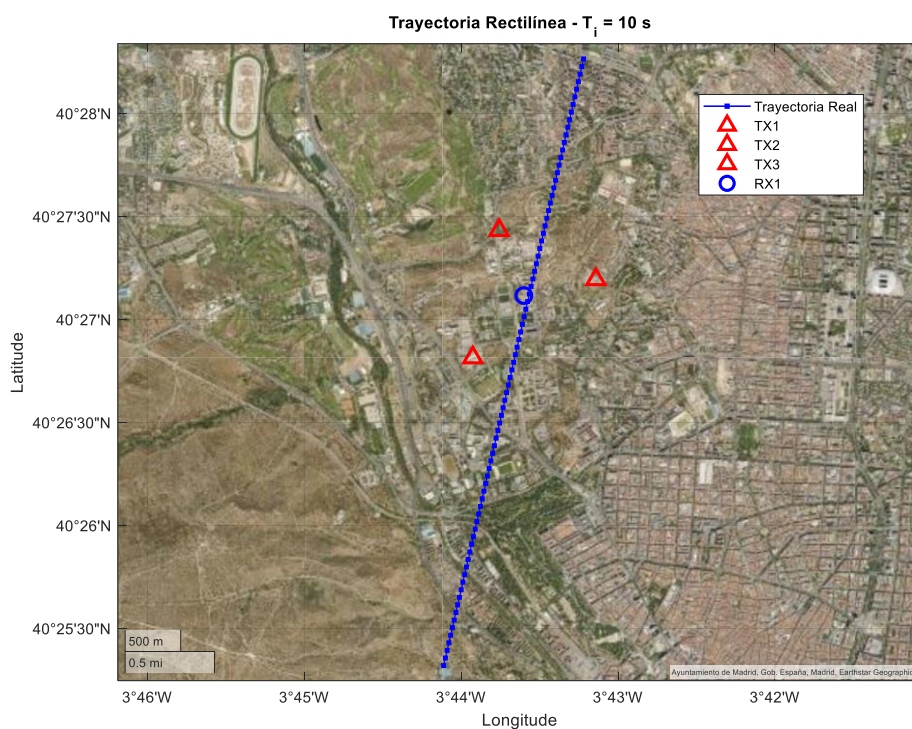 Trayectoria Rectilínea - Ti = 10 s
Trayectoria Real
TX1
TX2
TX3
RX1
40°28'
40°27'30"
40°27'
40°26'30"
40°26'
40°25'30"
Latitude
500 m
0.5 mi
Ayuntamiento de Madrid, Gob. España, Madrid, Earthstar Geographic
3°46'W
3°45'W
3°44'W
3°43'W
3°42'W
Longitude